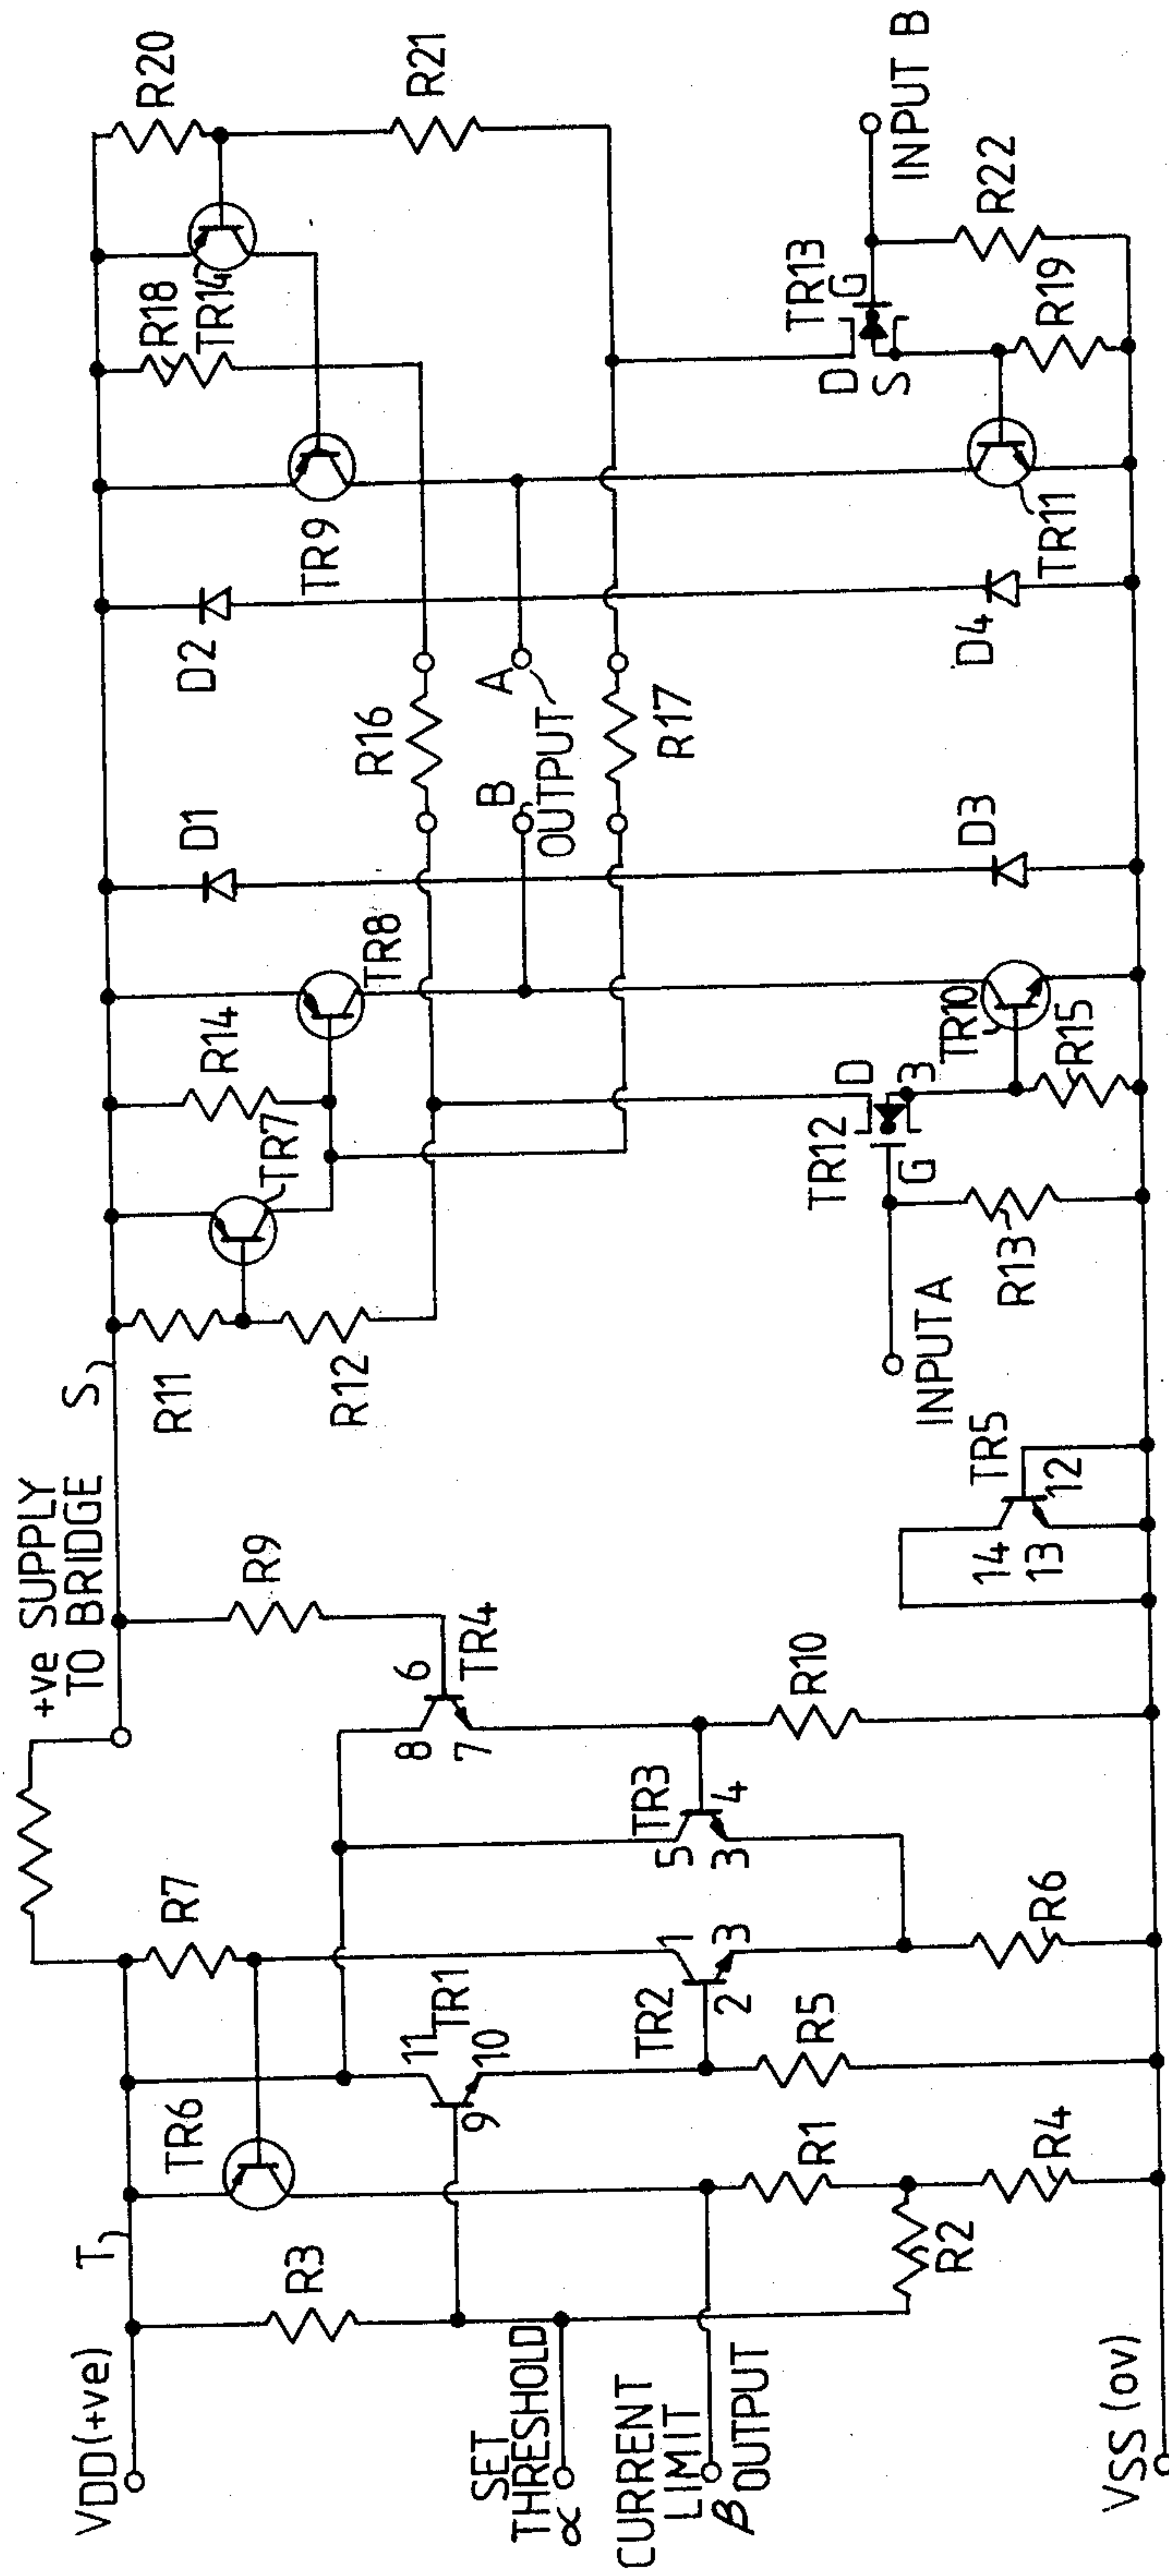 VDD (+ve)
T
R3
TR6
R7
+ve SUPPLY
TO BRIDGE
S
SET
THRESHOLD
α
CURRENT
LIMIT
β OUTPUT
VSS (0V)
11
TR1
9
10
TR2
1
2
3
R5
R1
R2
R4
R6
TR3
5
4
3
8
6
7
TR4
R9
R10
TR5
14
12
13
R11
R12
TR7
R14
TR8
INPUT A
R13
TR12
D
G
3
TR10
R15
D1
D3
R16
B
A
OUTPUT
R17
D2
D4
TR9
R18
TR14
R20
R21
TR11
TR13
D
G
S
R19
R22
INPUT B